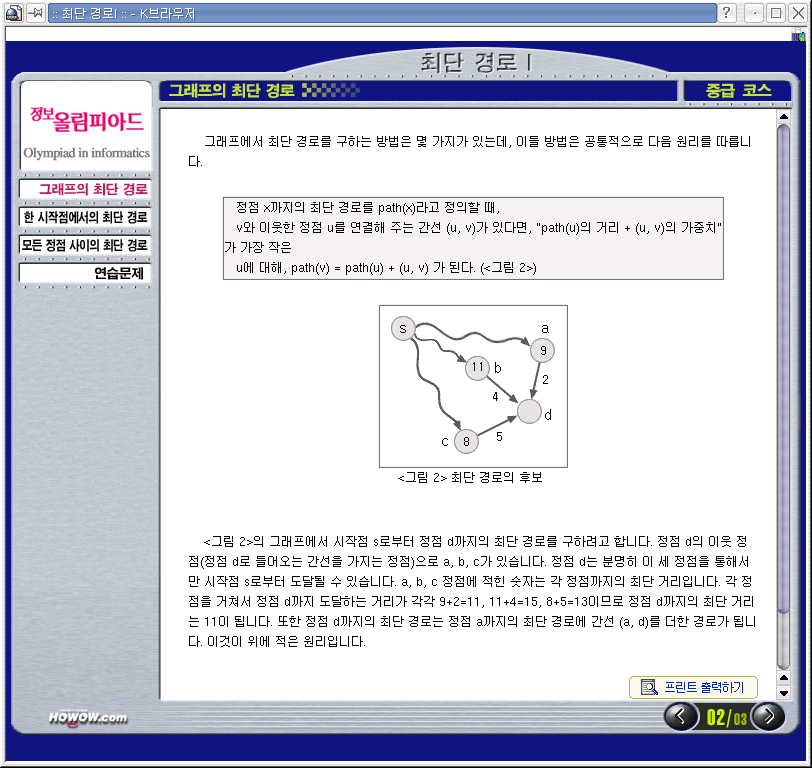 :: 최단 경로I :: - K브라우저
최단 경로 I
그래프의 최단 경로
중급 코스
정보올림피아드
Olympiad in informatics
그래프의 최단 경로
한 시작점에서의 최단 경로
모든 정점 사이의 최단 경로
연습문제
그래프에서 최단 경로를 구하는 방법은 몇 가지가 있는데, 이들 방법은 공통적으로 다음 원리를 따릅니
다.
정점 x까지의 최단 경로를 path(x)라고 정의할 때,
v와 이웃한 정점 u를 연결해 주는 간선 (u, v)가 있다면, "path(u)의 거리 + (u, v)의 가중치"
가 가장 작은
u에 대해, path(v) = path(u) + (u, v) 가 된다. (<그림 2>)
s
a
9
11 b
2
4
d
c 8
5
<그림 2> 최단 경로의 후보
<그림 2>의 그래프에서 시작점 s로부터 정점 d까지의 최단 경로를 구하려고 합니다. 정점 d의 이웃 정
점(정점 d로 들어오는 간선을 가지는 정점)으로 a, b, c가 있습니다. 정점 d는 분명히 이 세 정점을 통해서
만 시작점 s로부터 도달될 수 있습니다. a, b, c 정점에 적힌 숫자는 각 정점까지의 최단 거리입니다. 각 정
점을 거쳐서 정점 d까지 도달하는 거리가 각각 9+2=11, 11+4=15, 8+5=13이므로 정점 d까지의 최단 거리
는 11이 됩니다. 또한 정점 d까지의 최단 경로는 정점 a까지의 최단 경로에 간선 (a, d)를 더한 경로가 됩니
다. 이것이 위에 적은 원리입니다.
프린트 출력하기
HOWOW.com
02/03